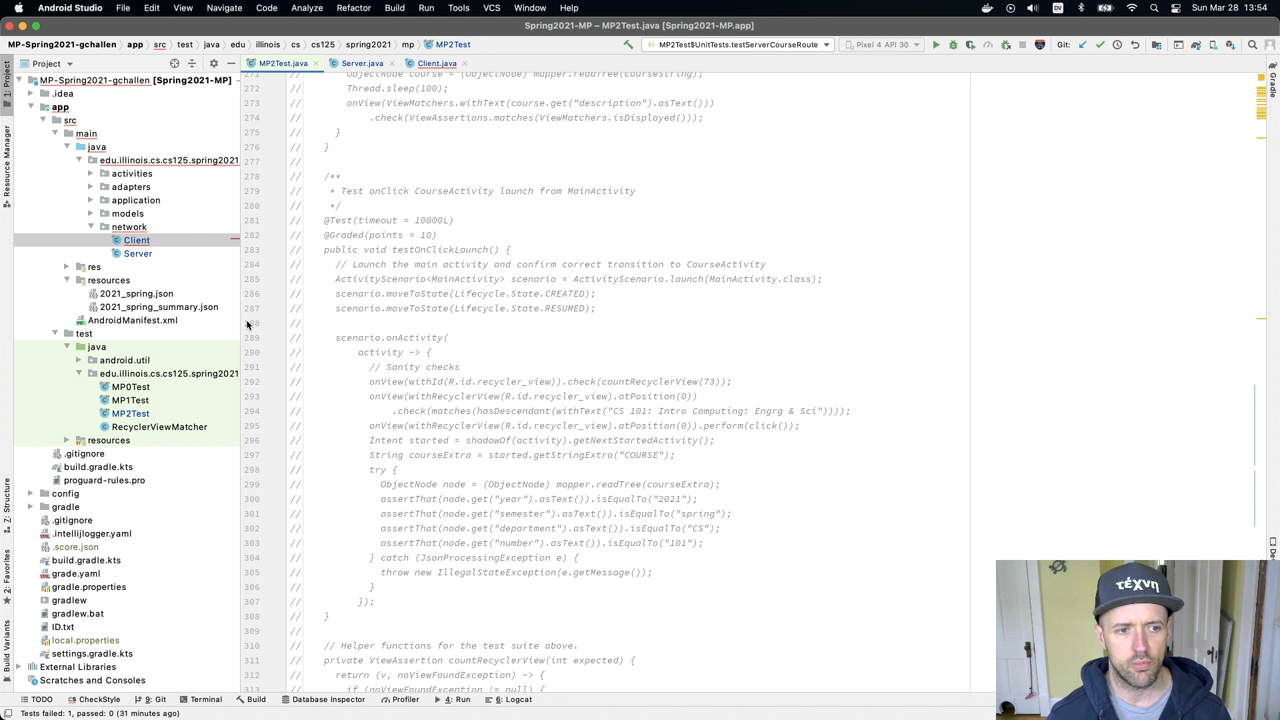 Android Studio File Edit View Navigate Code Analyze Refactor Build Run Tools VCS Window Help Sun Mar 28 13:54
Spring2021-MP – MP2Test.java [Spring2021-MP.app]
MP-Spring2021-gchallen app src test java edu illinois cs cs125 spring2021 mp MP2Test MP2Test$UnitTests.testServerCourseRoute Pixel 4 API 30 Git:
Project MP2Test.java Server.java Client.java
1: Project
Resource Manager
Z: Structure
2: Favorites
Build Variants
Gradle
MP-Spring2021-gchallen [Spring2021-MP]
.idea
app
src
main
java
edu.illinois.cs.cs125.spring2021
activities
adapters
application
models
network
Client
Server
res
resources
2021_spring.json
2021_spring_summary.json
AndroidManifest.xml
test
java
android.util
edu.illinois.cs.cs125.spring2021
MP0Test
MP1Test
MP2Test
RecyclerViewMatcher
resources
.gitignore
build.gradle.kts
proguard-rules.pro
config
gradle
.gitignore
.intellijlogger.yaml
.score.json
build.gradle.kts
grade.yaml
gradle.properties
gradlew
gradlew.bat
ID.txt
local.properties
settings.gradle.kts
External Libraries
Scratches and Consoles
271 // ObjectNode course = (ObjectNode) mapper.readTree(courseString);
272 // Thread.sleep(100);
273 // onView(ViewMatchers.withText(course.get("description").asText()))
274 // .check(ViewAssertions.matches(ViewMatchers.isDisplayed()));
275 // }
276 // }
277 //
278 // /**
279 // * Test onClick CourseActivity launch from MainActivity
280 // */
281 // @Test(timeout = 10000L)
282 // @Graded(points = 10)
283 // public void testOnClickLaunch() {
284 // // Launch the main activity and confirm correct transition to CourseActivity
285 // ActivityScenario<MainActivity> scenario = ActivityScenario.launch(MainActivity.class);
286 // scenario.moveToState(Lifecycle.State.CREATED);
287 // scenario.moveToState(Lifecycle.State.RESUMED);
288 //
289 // scenario.onActivity(
290 // activity -> {
291 // // Sanity checks
292 // onView(withId(R.id.recycler_view)).check(countRecyclerView(73));
293 // onView(withRecyclerView(R.id.recycler_view).atPosition(0))
294 // .check(matches(hasDescendant(withText("CS 101: Intro Computing: Engrg & Sci"))));
295 // onView(withRecyclerView(R.id.recycler_view).atPosition(0)).perform(click());
296 // Intent started = shadowOf(activity).getNextStartedActivity();
297 // String courseExtra = started.getStringExtra("COURSE");
298 // try {
299 // ObjectNode node = (ObjectNode) mapper.readTree(courseExtra);
300 // assertThat(node.get("year").asText()).isEqualTo("2021");
301 // assertThat(node.get("semester").asText()).isEqualTo("spring");
302 // assertThat(node.get("department").asText()).isEqualTo("CS");
303 // assertThat(node.get("number").asText()).isEqualTo("101");
304 // } catch (JsonProcessingException e) {
305 // throw new IllegalStateException(e.getMessage());
306 // }
307 // });
308 // }
309 //
310 // // Helper functions for the test suite above.
311 // private ViewAssertion countRecyclerView(int expected) {
312 // return (v, noViewFoundException) -> {
313 // if (noViewFoundException != null) {
TÉXVH
TODO CheckStyle 9: Git Terminal Build Database Inspector Profiler 4: Run 6: Logcat
Tests failed: 1, passed: 0 (31 minutes ago)